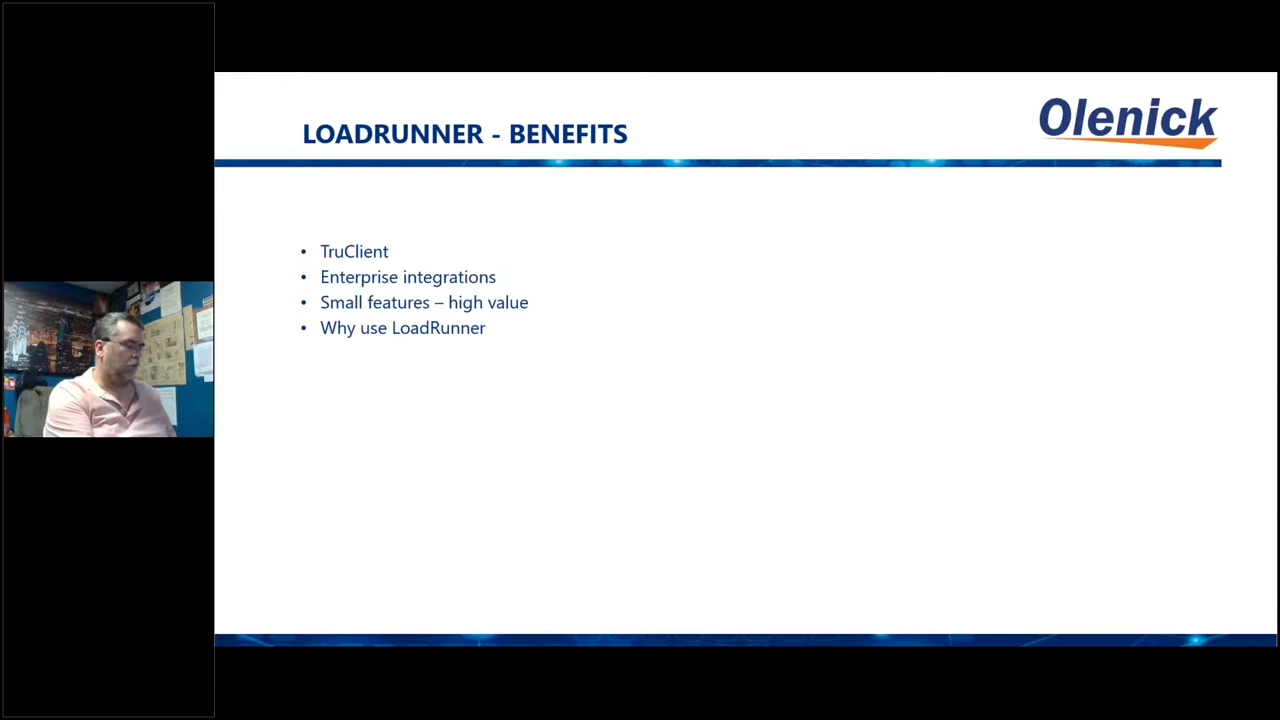 LOADRUNNER - BENEFITS
Olenick
• TruClient
• Enterprise integrations
• Small features – high value
• Why use LoadRunner